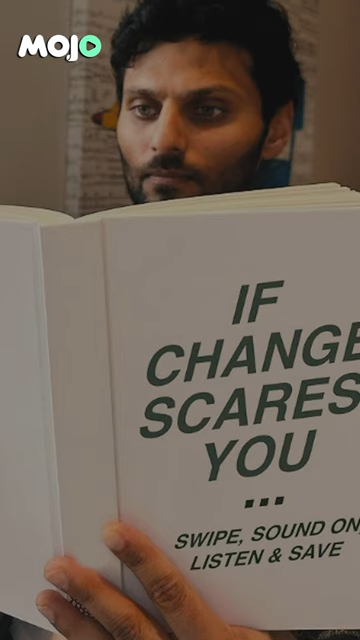 MOJO
IF
CHANGE
SCARES
YOU
...
SWIPE, SOUND ON,
LISTEN & SAVE